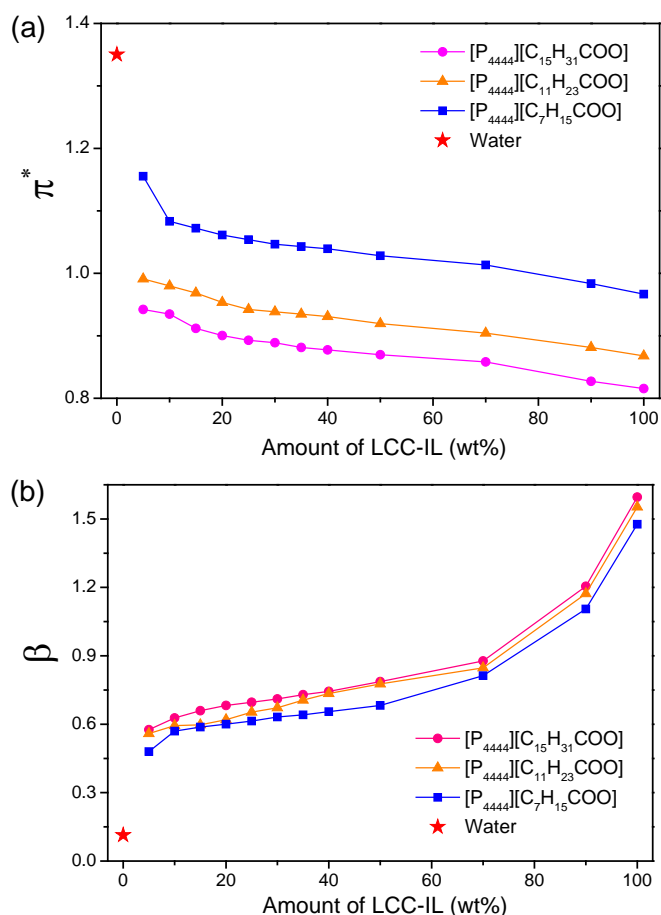 (a)
1.4
1.2
1.0
0.8
π*
[P₄₄₄₄][C₁₅H₃₁COO]
[P₄₄₄₄][C₁₁H₂₃COO]
[P₄₄₄₄][C₇H₁₅COO]
Water
0 20 40 60 80 100
Amount of LCC-IL (wt%)
(b)
1.5
1.2
0.9
0.6
0.3
0.0
β
[P₄₄₄₄][C₁₅H₃₁COO]
[P₄₄₄₄][C₁₁H₂₃COO]
[P₄₄₄₄][C₇H₁₅COO]
Water
0 20 40 60 80 100
Amount of LCC-IL (wt%)